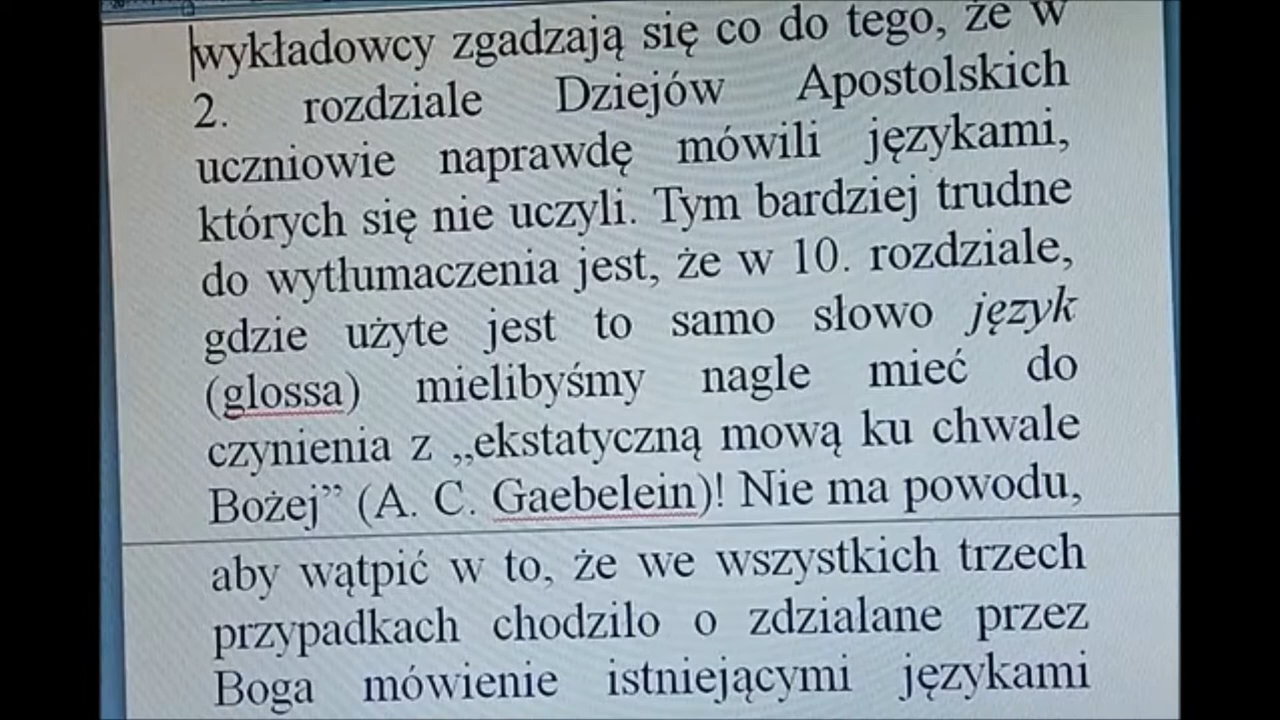 wykładowcy zgadzają się co do tego, że w
2. rozdziale Dziejów Apostolskich
uczniowie naprawdę mówili językami,
których się nie uczyli. Tym bardziej trudne
do wytłumaczenia jest, że w 10. rozdziale,
gdzie użyte jest to samo słowo język
(glossa) mielibyśmy nagle mieć do
czynienia z „ekstatyczną mową ku chwale
Bożej” (A. C. Gaebelein)! Nie ma powodu,
aby wątpić w to, że we wszystkich trzech
przypadkach chodziło o zdziałane przez
Boga mówienie istniejącymi językami